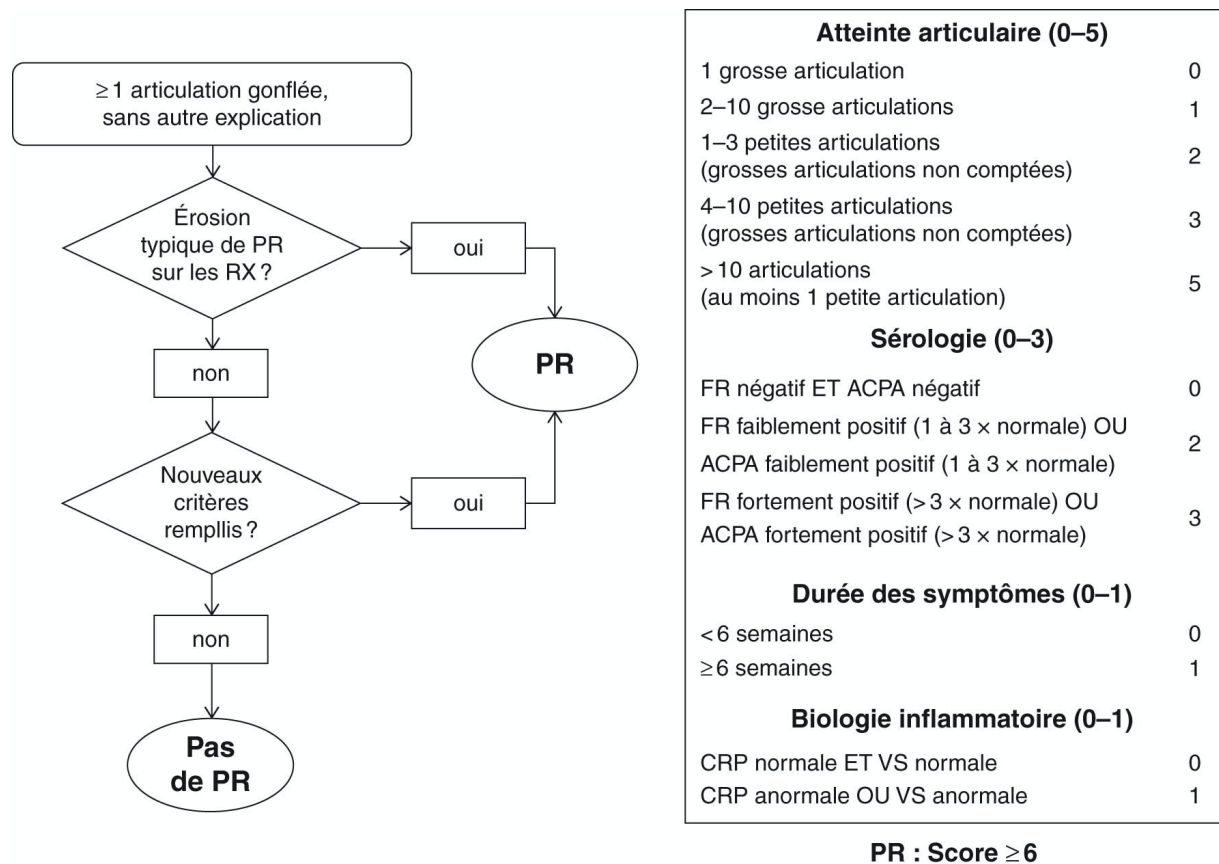 ≥ 1 articulation gonflée,
sans autre explication
Érosion
typique de PR
sur les RX ?
oui
non
PR
Nouveaux
critères
rempllis ?
oui
non
Pas
de PR
Atteinte articulaire (0–5)
1 grosse articulation 0
2–10 grosse articulations 1
1–3 petites articulations
(grosses articulations non comptées) 2
4–10 petites articulations
(grosses articulations non comptées) 3
> 10 articulations
(au moins 1 petite articulation) 5
Sérologie (0–3)
FR négatif ET ACPA négatif 0
FR faiblement positif (1 à 3 × normale) OU
ACPA faiblement positif (1 à 3 × normale) 2
FR fortement positif (> 3 × normale) OU
ACPA fortement positif (> 3 × normale) 3
Durée des symptômes (0–1)
< 6 semaines 0
≥ 6 semaines 1
Biologie inflammatoire (0–1)
CRP normale ET VS normale 0
CRP anormale OU VS anormale 1
PR : Score ≥ 6